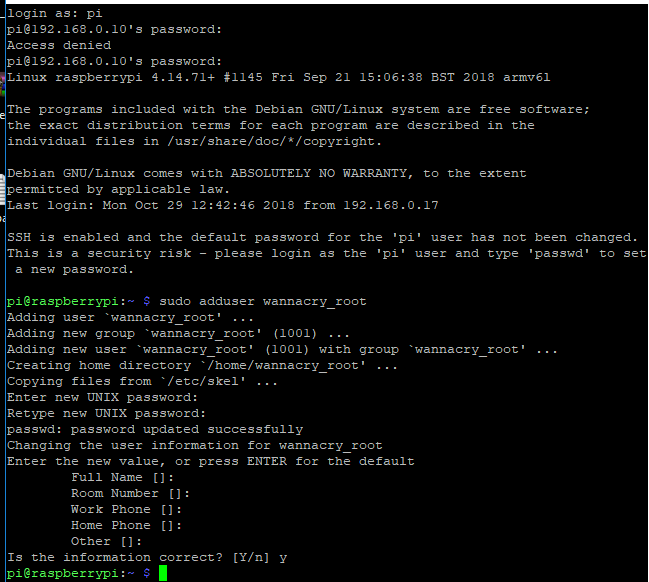 login as: pi
pi@192.168.0.10's password:
Access denied
pi@192.168.0.10's password:
Linux raspberrypi 4.14.71+ #1145 Fri Sep 21 15:06:38 BST 2018 armv6l
The programs included with the Debian GNU/Linux system are free software;
the exact distribution terms for each program are described in the
individual files in /usr/share/doc/*/copyright.
Debian GNU/Linux comes with ABSOLUTELY NO WARRANTY, to the extent
permitted by applicable law.
Last login: Mon Oct 29 12:42:46 2018 from 192.168.0.17
SSH is enabled and the default password for the 'pi' user has not been changed.
This is a security risk - please login as the 'pi' user and type 'passwd' to set
a new password.
pi@raspberrypi:~ $ sudo adduser wannacry_root
Adding user `wannacry_root' ...
Adding new group `wannacry_root' (1001) ...
Adding new user `wannacry_root' (1001) with group `wannacry_root' ...
Creating home directory `/home/wannacry_root' ...
Copying files from `/etc/skel' ...
Enter new UNIX password:
Retype new UNIX password:
passwd: password updated successfully
Changing the user information for wannacry_root
Enter the new value, or press ENTER for the default
Full Name []:
Room Number []:
Work Phone []:
Home Phone []:
Other []:
Is the information correct? [Y/n] y
pi@raspberrypi:~ $